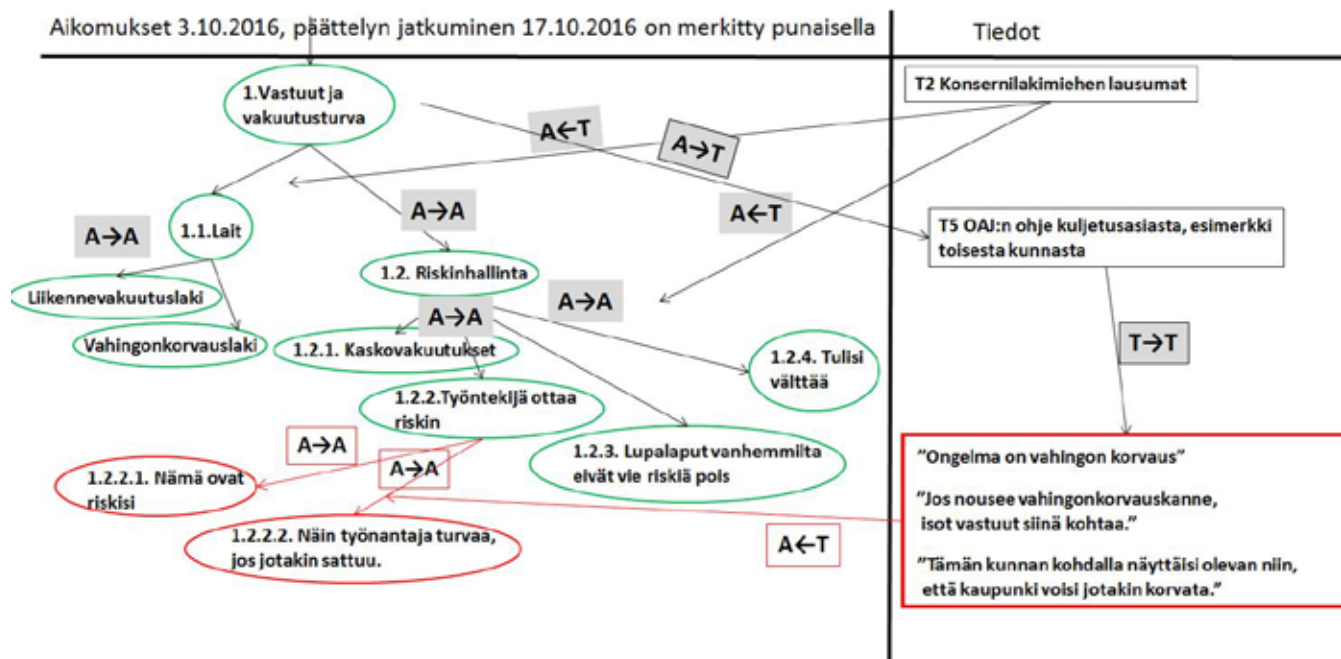 Aikomukset 3.10.2016, päättelyn jatkuminen 17.10.2016 on merkitty punaisella
Tiedot
1.Vastuut ja
vakuutusturva
T2 Konsernilakimiehen lausumat
A←T
A→T
A→A
A←T
1.1.Lait
A→A
T5 OAJ:n ohje kuljetusasiasta, esimerkki
toisesta kunnasta
1.2. Riskinhallinta
Liikennevakuutuslaki
A→A
A→A
Vahingonkorvauslaki
1.2.1. Kaskovakuutukset
T→T
1.2.4. Tulisi
välttää
1.2.2.Työntekijä ottaa
riskin
A→A
A→A
1.2.3. Lupalaput vanhemmilta
eivät vie riskiä pois
1.2.2.1. Nämä ovat
riskisi
1.2.2.2. Näin työnantaja turvaa,
jos jotakin sattuu.
A←T
”Ongelma on vahingon korvaus”
”Jos nousee vahingonkorvauskanne,
isot vastuut siinä kohtaa.”
”Tämän kunnan kohdalla näyttäisi olevan niin,
että kaupunki voisi jotakin korvata.”